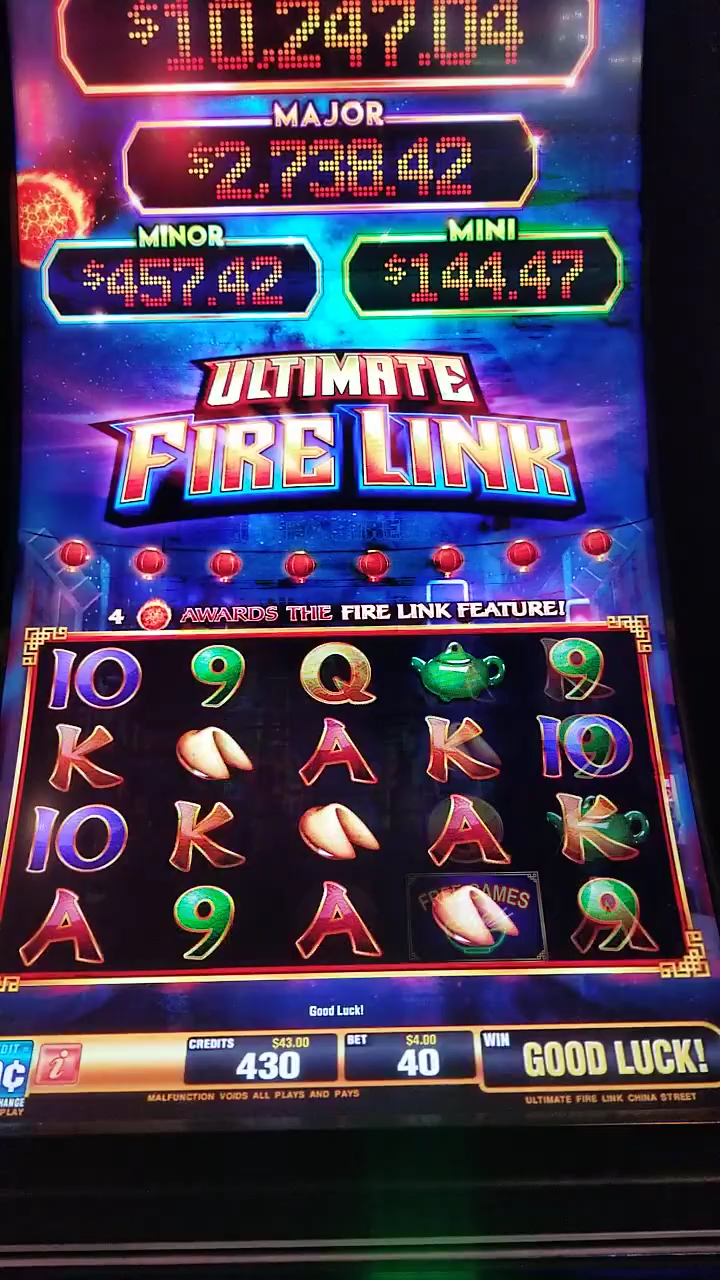 $10,247.04
MAJOR
$2,738.42
MINOR
MINI
$457.42
$144.47
ULTIMATE
FIRE LINK
4 AWARDS THE FIRE LINK FEATURE!
10 9 Q 9
K A K 10 9
10 K A K
FREE GAMES
A 9 A
Good Luck!
CREDITS $43.00
430
BET $4.00
40
WIN GOOD LUCK!
MALFUNCTION VOIDS ALL PLAYS AND PAYS
ULTIMATE FIRE LINK CHINA STREET